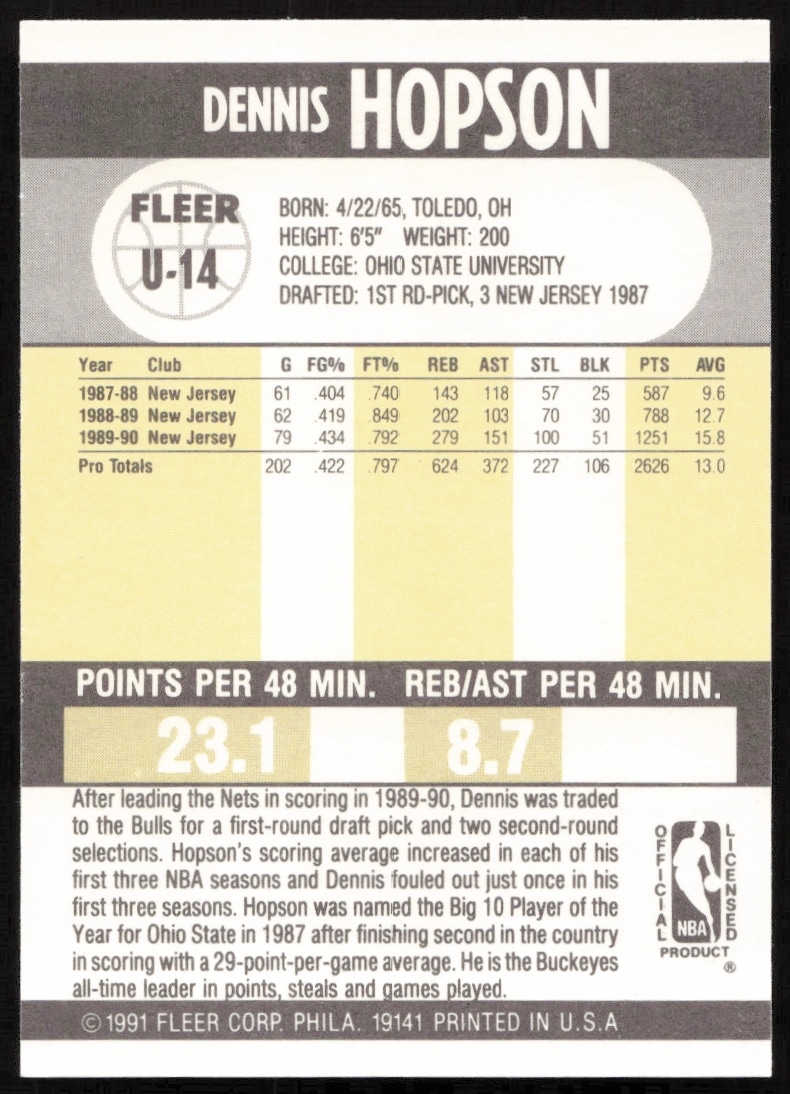 DENNIS HOPSON
FLEER
U-14
BORN: 4/22/65, TOLEDO, OH
HEIGHT: 6'5" WEIGHT: 200
COLLEGE: OHIO STATE UNIVERSITY
DRAFTED: 1ST RD-PICK, 3 NEW JERSEY 1987
Year Club G FG% FT% REB AST STL BLK PTS AVG
1987-88 New Jersey 61 .404 .740 143 118 57 25 587 9.6
1988-89 New Jersey 62 .419 .849 202 103 70 30 788 12.7
1989-90 New Jersey 79 .434 .792 279 151 100 51 1251 15.8
Pro Totals 202 .422 .797 624 372 227 106 2626 13.0
POINTS PER 48 MIN. REB/AST PER 48 MIN.
23.1 8.7
After leading the Nets in scoring in 1989-90, Dennis was traded
to the Bulls for a first-round draft pick and two second-round
selections. Hopson's scoring average increased in each of his
first three NBA seasons and Dennis fouled out just once in his
first three seasons. Hopson was named the Big 10 Player of the
Year for Ohio State in 1987 after finishing second in the country
in scoring with a 29-point-per-game average. He is the Buckeyes
all-time leader in points, steals and games played.
OFFICIAL LICENSED
NBA
PRODUCT
®
© 1991 FLEER CORP. PHILA. 19141 PRINTED IN U.S.A